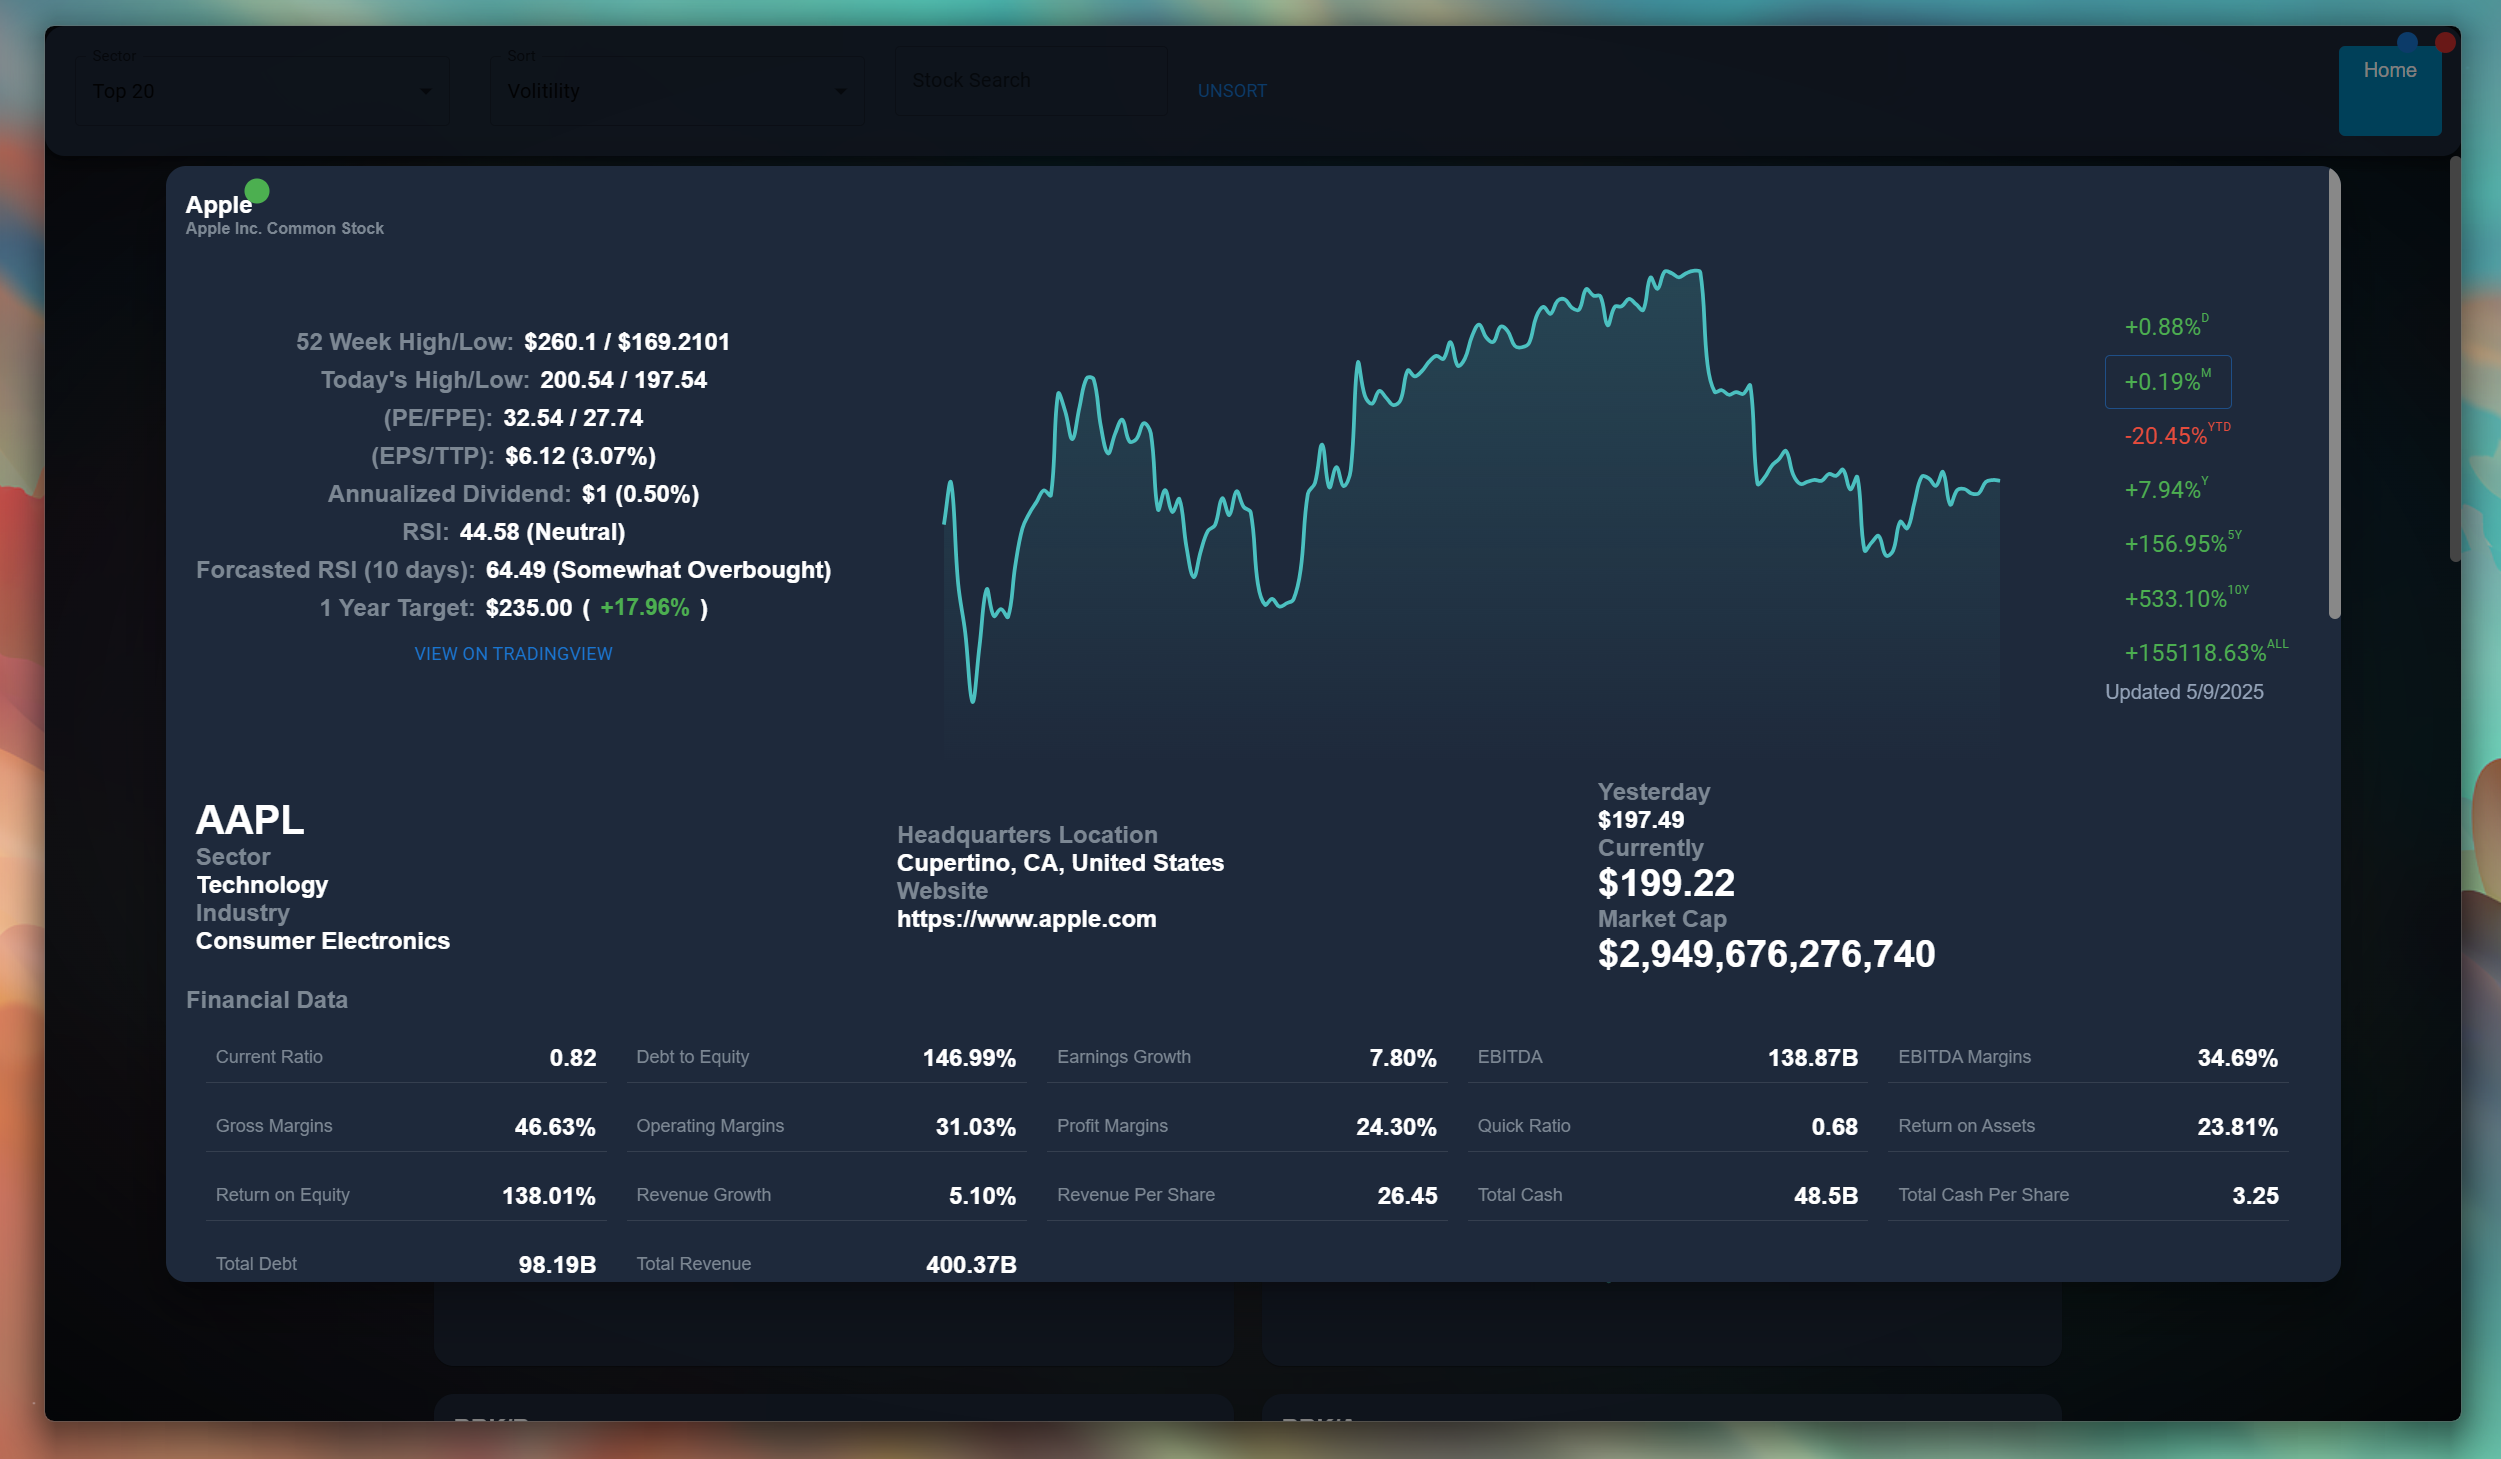 Sector
Top 20
Sort
Volitility
Stock Search
UNSORT
Home
Apple
Apple Inc. Common Stock
52 Week High/Low: $260.1 / $169.2101
Today's High/Low: 200.54 / 197.54
(PE/FPE): 32.54 / 27.74
(EPS/TTP): $6.12 (3.07%)
Annualized Dividend: $1 (0.50%)
RSI: 44.58 (Neutral)
Forcasted RSI (10 days): 64.49 (Somewhat Overbought)
1 Year Target: $235.00 ( +17.96% )
VIEW ON TRADINGVIEW
+0.88% D
+0.19% M
-20.45% YTD
+7.94% Y
+156.95% 5Y
+533.10% 10Y
+155118.63% ALL
Updated 5/9/2025
AAPL
Sector
Technology
Industry
Consumer Electronics
Headquarters Location
Cupertino, CA, United States
Website
https://www.apple.com
Yesterday
$197.49
Currently
$199.22
Market Cap
$2,949,676,276,740
Financial Data
Current Ratio 0.82
Debt to Equity 146.99%
Earnings Growth 7.80%
EBITDA 138.87B
EBITDA Margins 34.69%
Gross Margins 46.63%
Operating Margins 31.03%
Profit Margins 24.30%
Quick Ratio 0.68
Return on Assets 23.81%
Return on Equity 138.01%
Revenue Growth 5.10%
Revenue Per Share 26.45
Total Cash 48.5B
Total Cash Per Share 3.25
Total Debt 98.19B
Total Revenue 400.37B